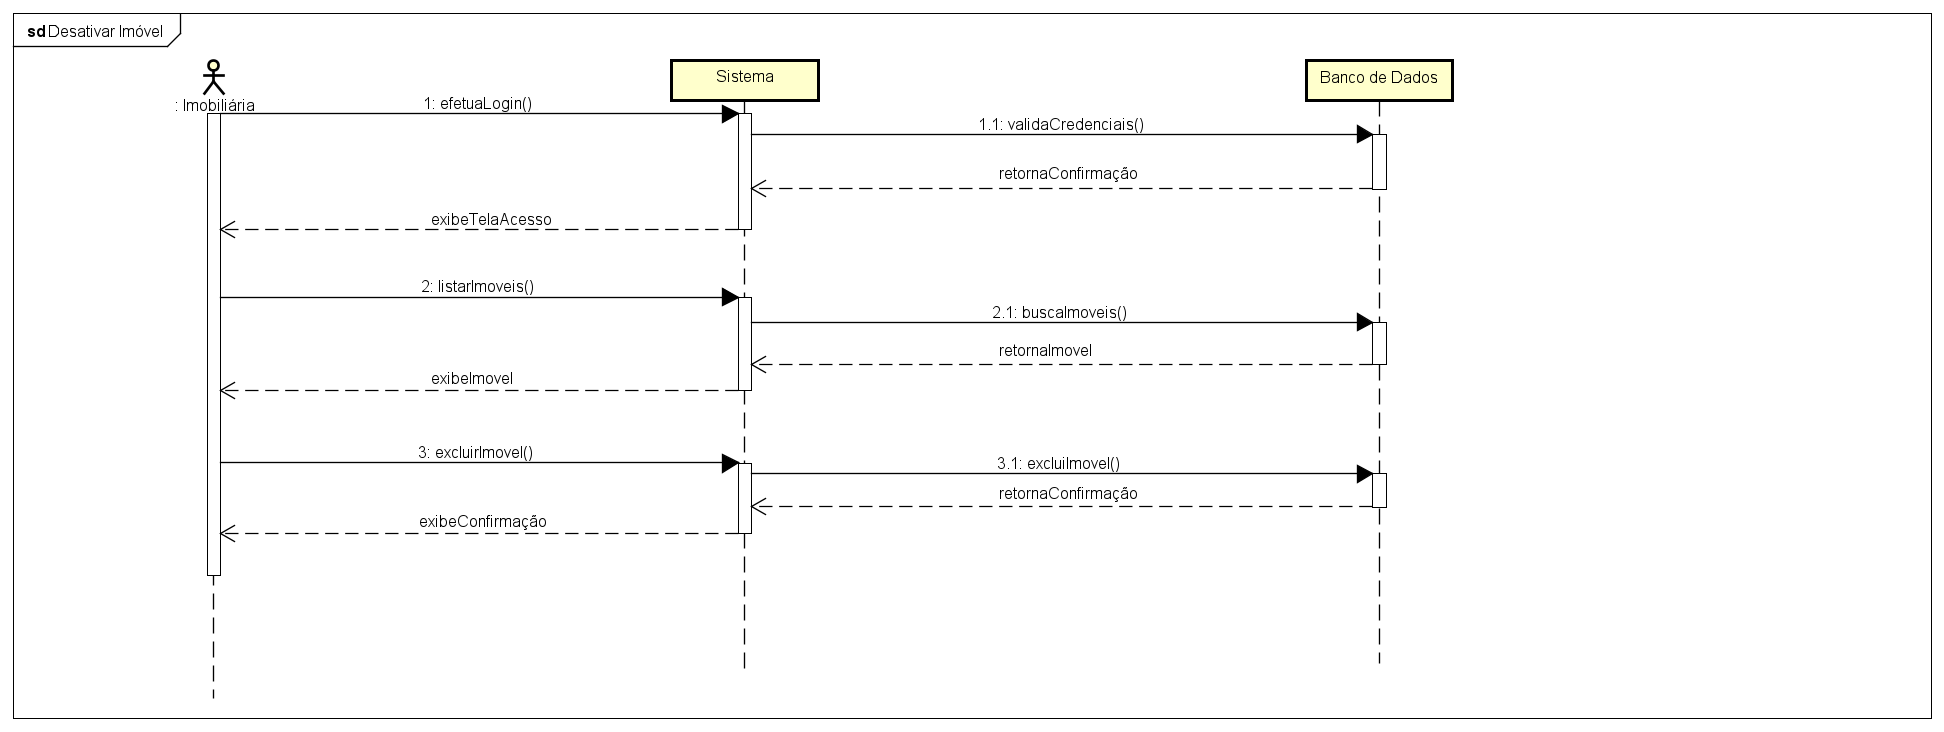 sd Desativar Imóvel
Sistema
Banco de Dados
: Imobiliária
1: efetuaLogin()
1.1: validaCredenciais()
retornaConfirmação
exibeTelaAcesso
2: listarImoveis()
2.1: buscaImoveis()
retornaImovel
exibeImovel
3: excluirImovel()
3.1: excluiImovel()
retornaConfirmação
exibeConfirmação